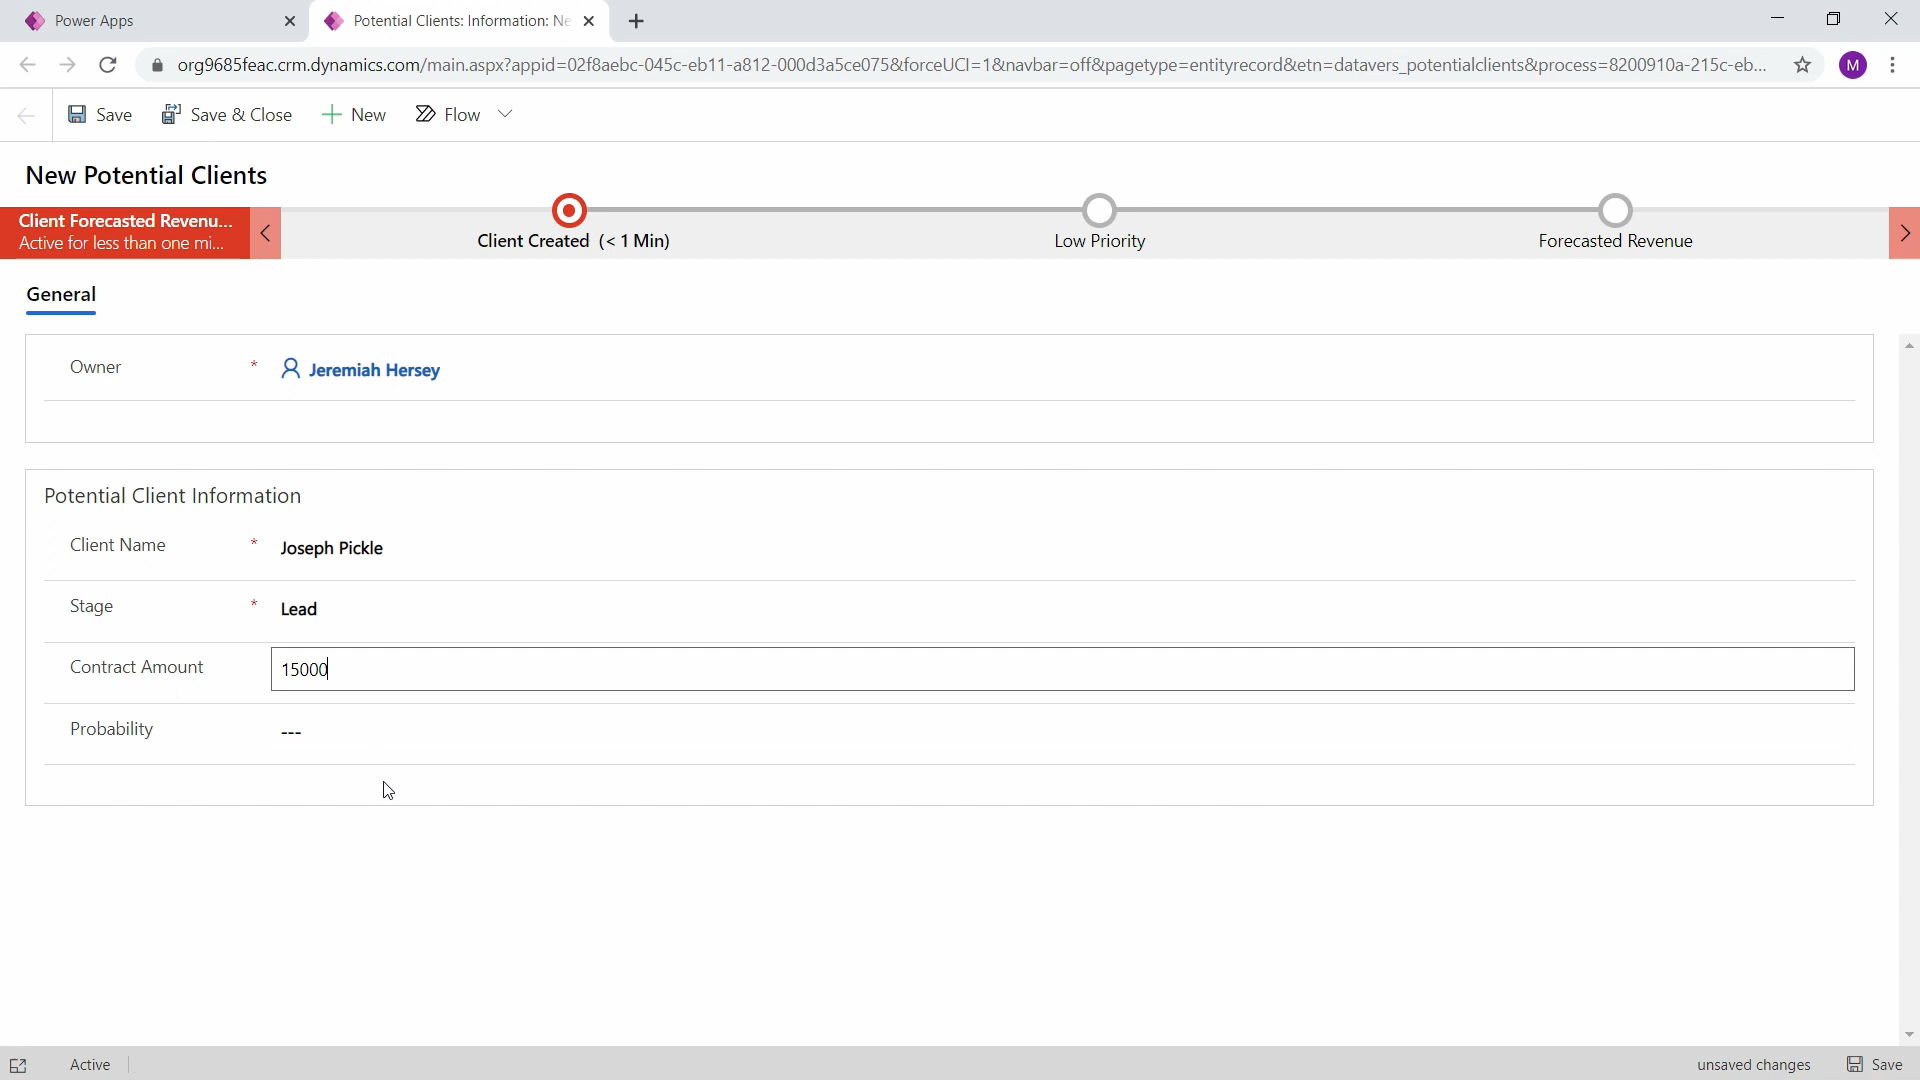 Power Apps
Potential Clients: Information: Ne
org9685feac.crm.dynamics.com/main.aspx?appid=02f8aebc-045c-eb11-a812-000d3a5ce075&forceUCI=1&navbar=off&pagetype=entityrecord&etn=datavers_potentialclients&process=8200910a-215c-eb...
M
Save
Save & Close
New
Flow
New Potential Clients
Client Forecasted Revenu...
Active for less than one mi...
Client Created (< 1 Min)
Low Priority
Forecasted Revenue
General
Owner * Jeremiah Hersey
Potential Client Information
Client Name * Joseph Pickle
Stage * Lead
Contract Amount 15000
Probability ---
Active
unsaved changes
Save